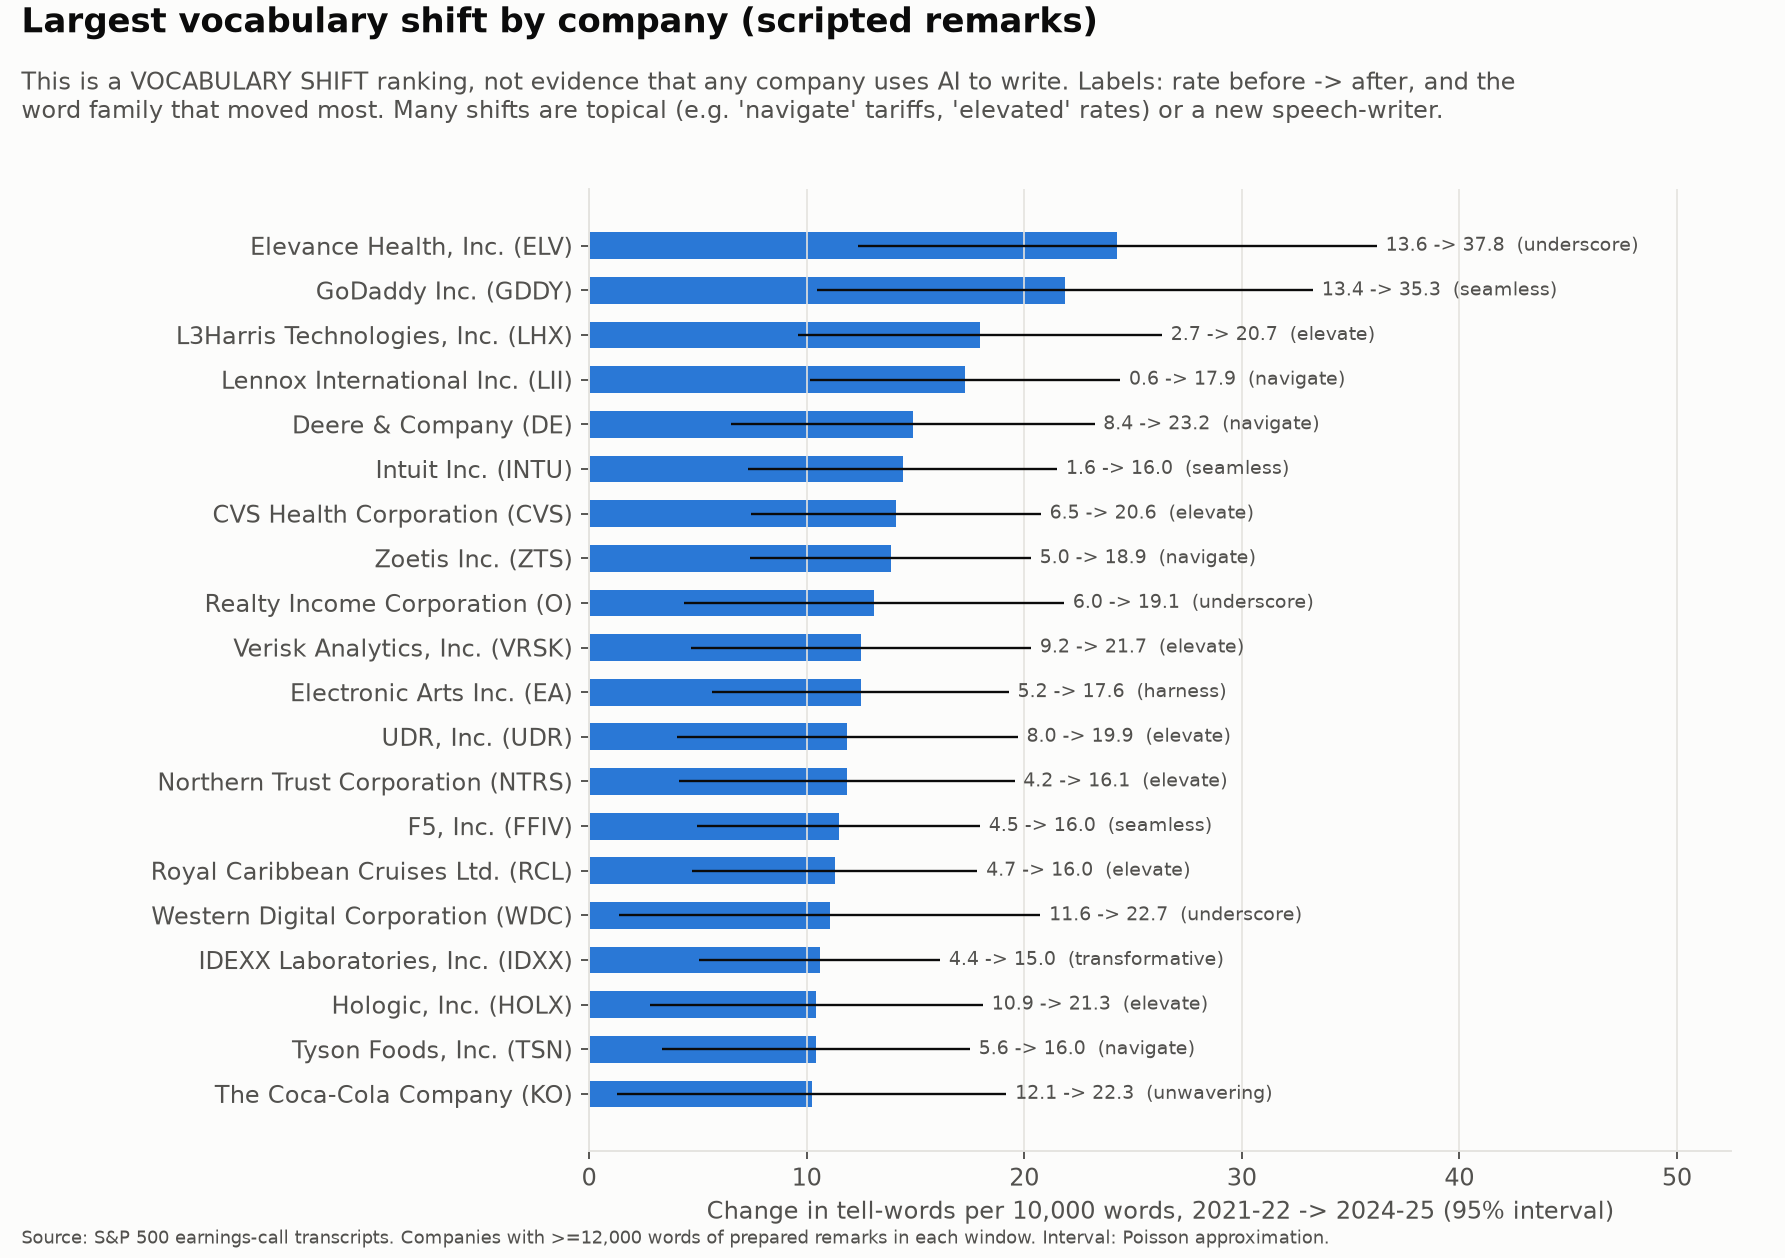 Largest vocabulary shift by company (scripted remarks)
This is a VOCABULARY SHIFT ranking, not evidence that any company uses AI to write. Labels: rate before -> after, and the
word family that moved most. Many shifts are topical (e.g. 'navigate' tariffs, 'elevated' rates) or a new speech-writer.
Elevance Health, Inc. (ELV) 13.6 -> 37.8 (underscore)
GoDaddy Inc. (GDDY) 13.4 -> 35.3 (seamless)
L3Harris Technologies, Inc. (LHX) 2.7 -> 20.7 (elevate)
Lennox International Inc. (LII) 0.6 -> 17.9 (navigate)
Deere & Company (DE) 8.4 -> 23.2 (navigate)
Intuit Inc. (INTU) 1.6 -> 16.0 (seamless)
CVS Health Corporation (CVS) 6.5 -> 20.6 (elevate)
Zoetis Inc. (ZTS) 5.0 -> 18.9 (navigate)
Realty Income Corporation (O) 6.0 -> 19.1 (underscore)
Verisk Analytics, Inc. (VRSK) 9.2 -> 21.7 (elevate)
Electronic Arts Inc. (EA) 5.2 -> 17.6 (harness)
UDR, Inc. (UDR) 8.0 -> 19.9 (elevate)
Northern Trust Corporation (NTRS) 4.2 -> 16.1 (elevate)
F5, Inc. (FFIV) 4.5 -> 16.0 (seamless)
Royal Caribbean Cruises Ltd. (RCL) 4.7 -> 16.0 (elevate)
Western Digital Corporation (WDC) 11.6 -> 22.7 (underscore)
IDEXX Laboratories, Inc. (IDXX) 4.4 -> 15.0 (transformative)
Hologic, Inc. (HOLX) 10.9 -> 21.3 (elevate)
Tyson Foods, Inc. (TSN) 5.6 -> 16.0 (navigate)
The Coca-Cola Company (KO) 12.1 -> 22.3 (unwavering)
0 10 20 30 40 50
Change in tell-words per 10,000 words, 2021-22 -> 2024-25 (95% interval)
Source: S&P 500 earnings-call transcripts. Companies with >=12,000 words of prepared remarks in each window. Interval: Poisson approximation.